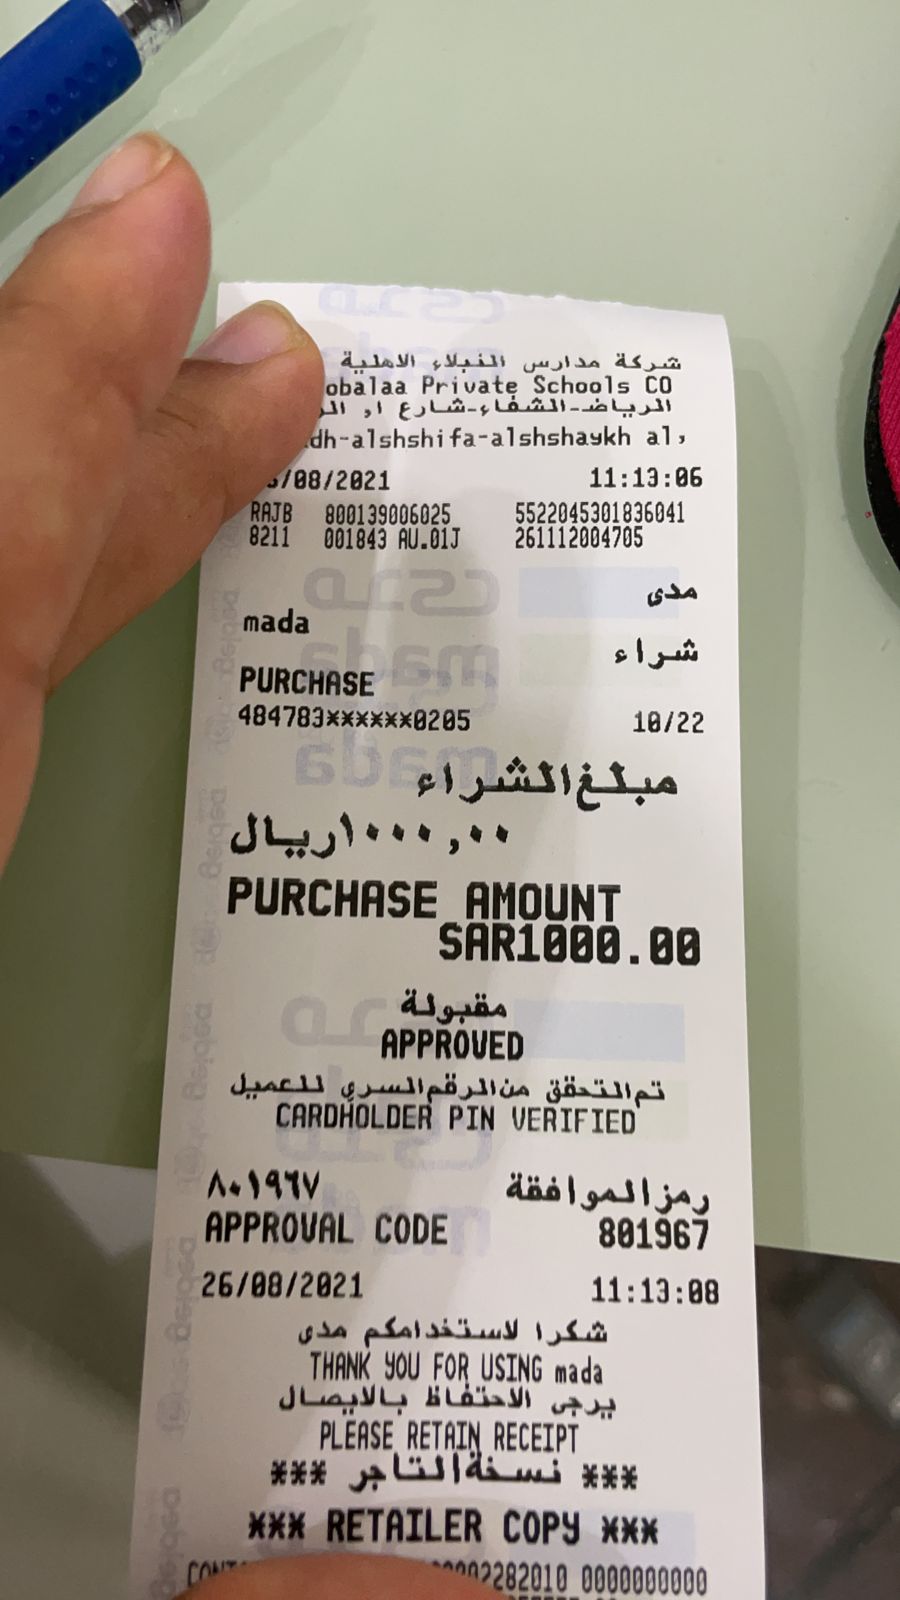 شركة مدارس النبلاء الاهلية
obalaa Private Schools CO
الرياض-الشفاء-شارع ا, الر
dh-alshshifa-alshshaykh al,
/08/2021 11:13:06
RAJB 800139006025 5522045301836041
8211 001843 AU.01J 261112004705
مدى
mada
شراء
PURCHASE
484783******0205 10/22
مبلغ الشراء
١٠٠٠,٠٠ ريال
PURCHASE AMOUNT
SAR1000.00
مقبولة
APPROVED
تم التحقق من الرقم السري للعميل
CARDHOLDER PIN VERIFIED
رمز الموافقة ٨٠١٩٦٧
APPROVAL CODE 801967
26/08/2021 11:13:08
شكرا لاستخدامكم مدى
THANK YOU FOR USING mada
يرجى الاحتفاظ بالايصال
PLEASE RETAIN RECEIPT
*** نسخة التاجر ***
*** RETAILER COPY ***
2282010 0000000000